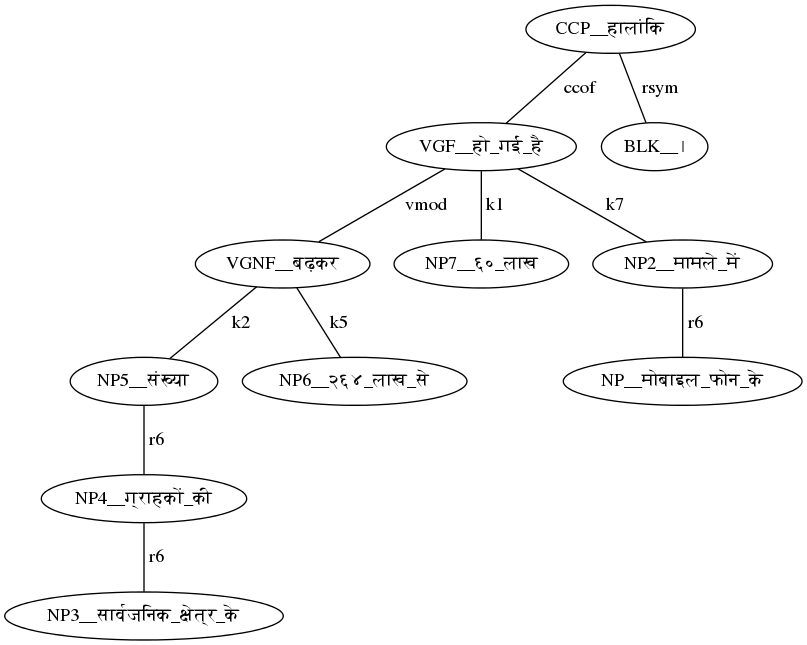 CCP__हालांकि
ccof rsym
VGF__हो_गई_है BLK__।
vmod k1 k7
VGNF__बढ़कर NP7__६०_लाख NP2__मामले_में
k2 k5 r6
NP5__संख्या NP6__२६४_लाख_से NP__मोबाइल_फोन_के
r6
NP4__ग्राहकों_की
r6
NP3__सार्वजनिक_क्षेत्र_के